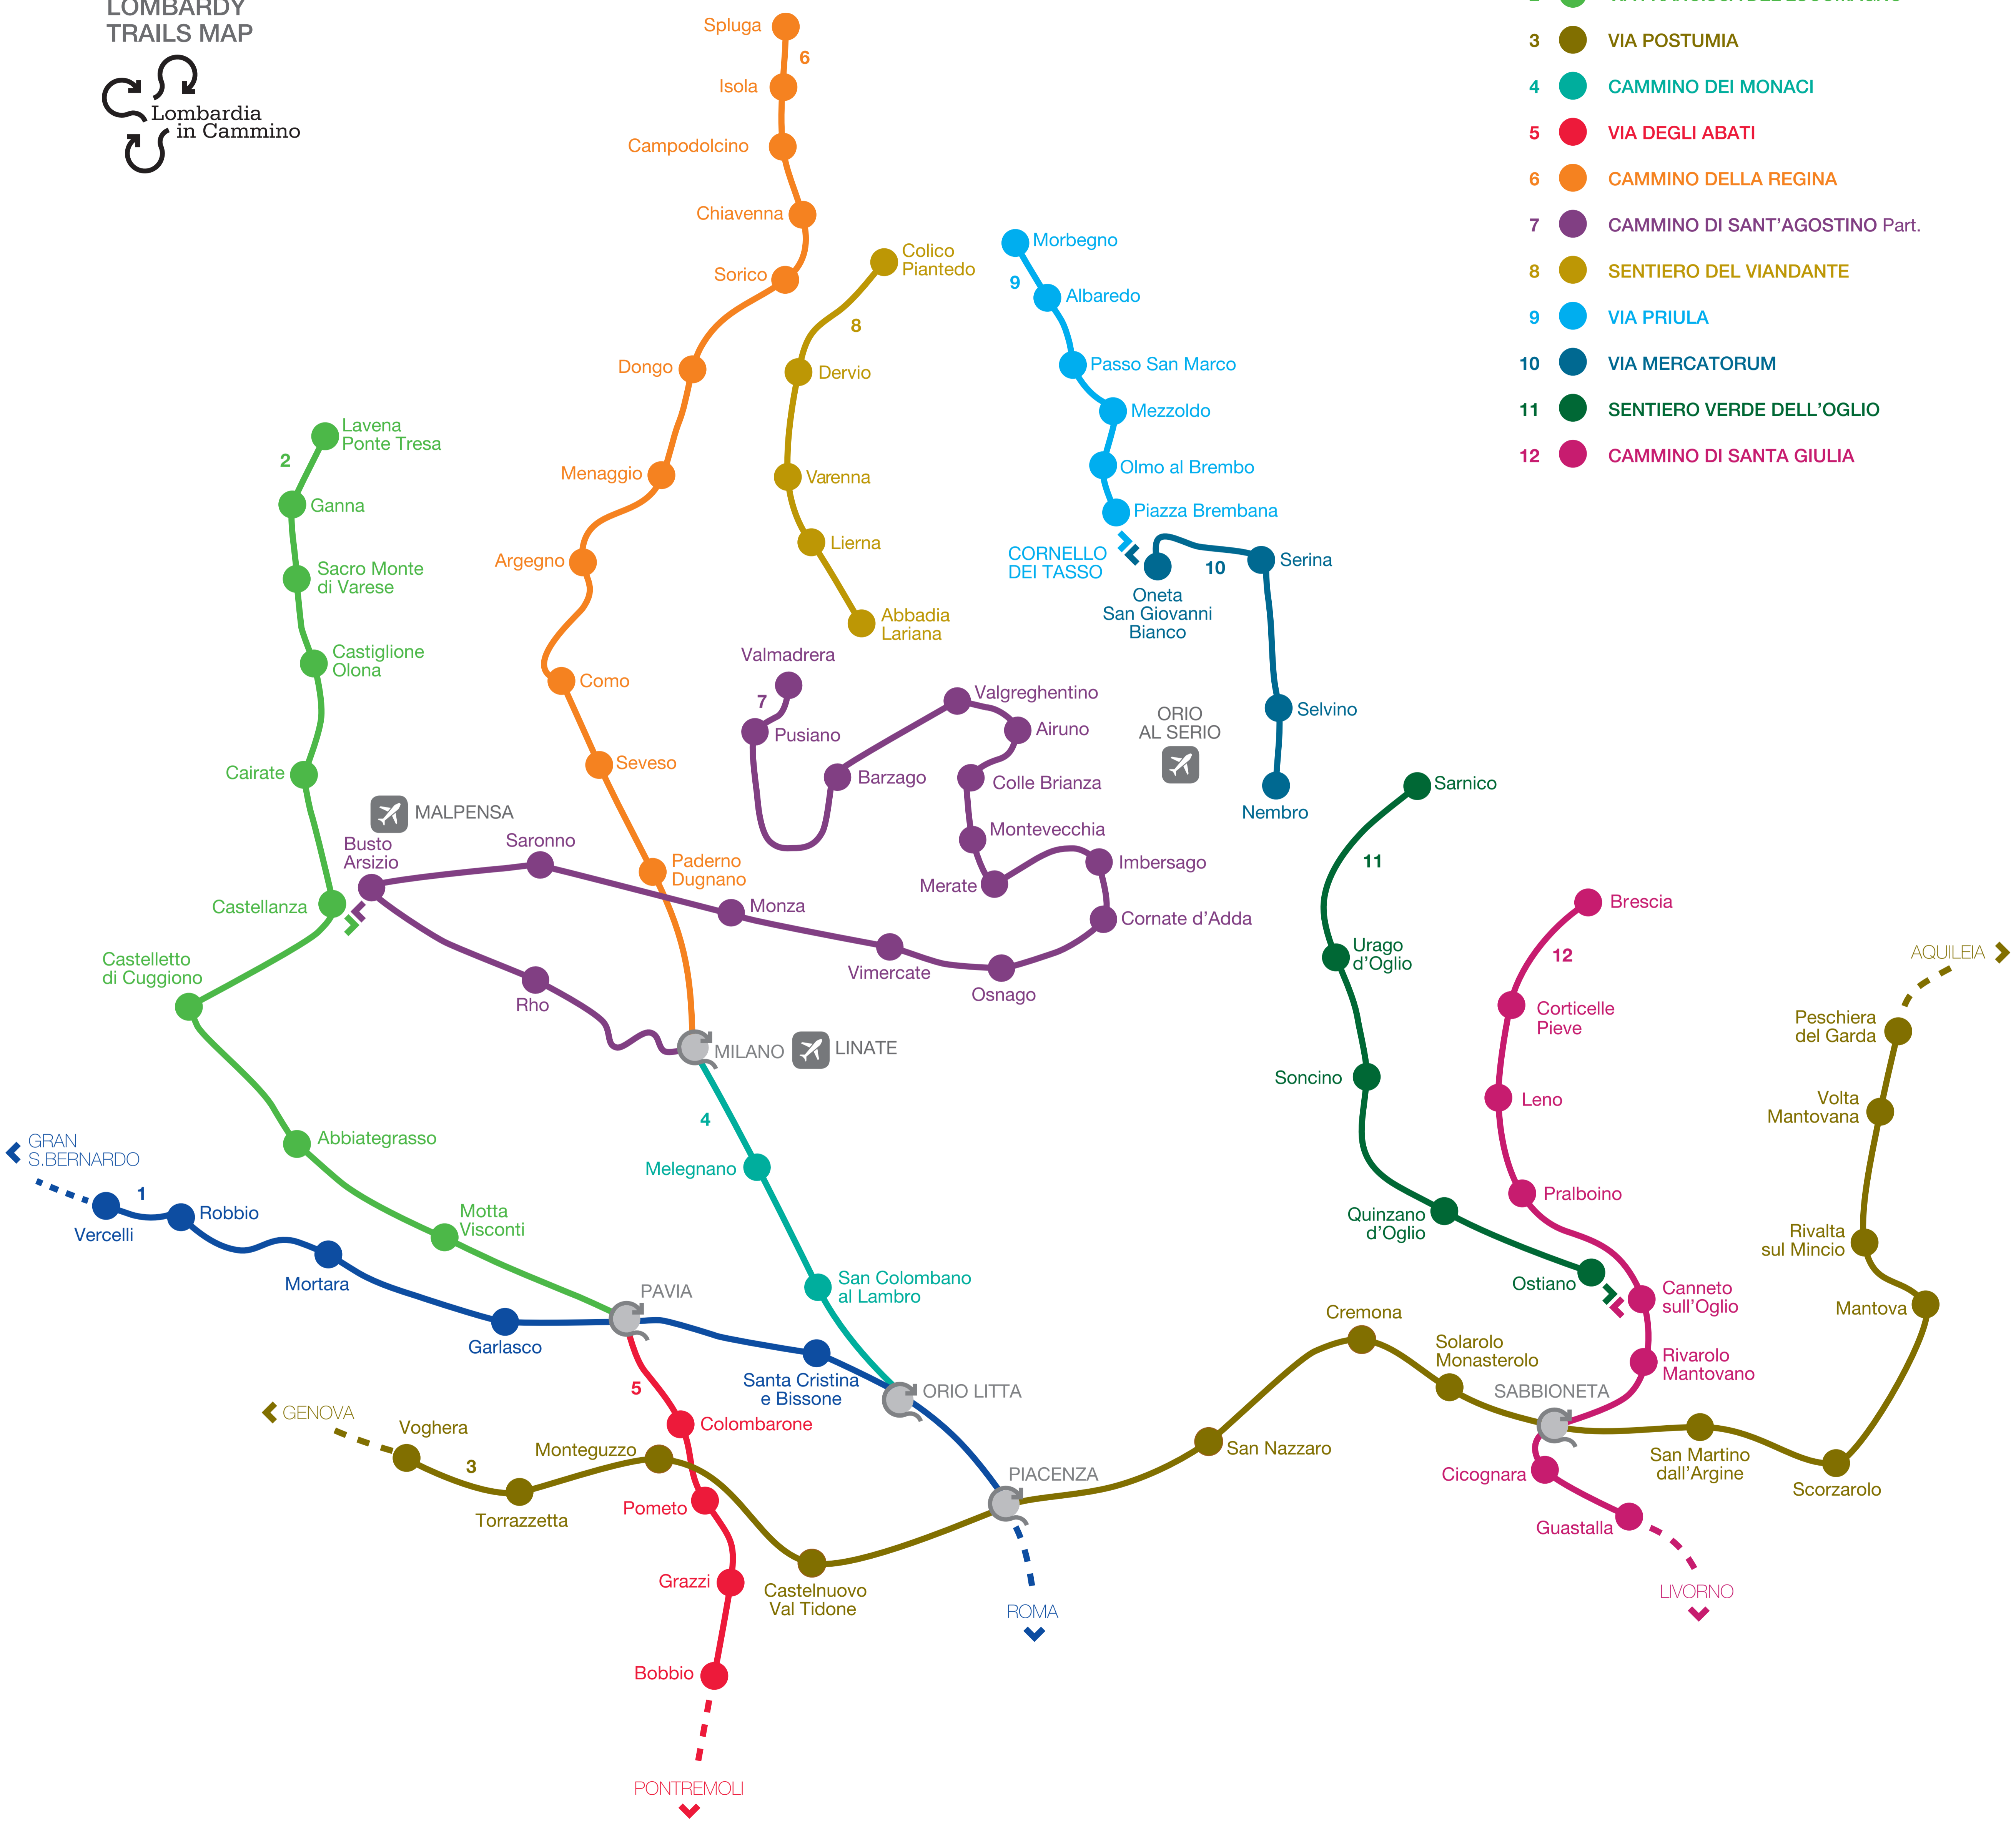 LOMBARDY
TRAILS MAP
Lombardia
in Cammino
2 VIA FRANCISCA DEL LUCOMAGNO
3 VIA POSTUMIA
4 CAMMINO DEI MONACI
5 VIA DEGLI ABATI
6 CAMMINO DELLA REGINA
7 CAMMINO DI SANT'AGOSTINO Part.
8 SENTIERO DEL VIANDANTE
9 VIA PRIULA
10 VIA MERCATORUM
11 SENTIERO VERDE DELL'OGLIO
12 CAMMINO DI SANTA GIULIA
Spluga
6
Isola
Campodolcino
Chiavenna
Sorico
Dongo
Menaggio
Argegno
Como
Seveso
Paderno
Dugnano
Colico
Piantedo
8
Dervio
Varenna
Lierna
Abbadia
Lariana
Morbegno
9
Albaredo
Passo San Marco
Mezzoldo
Olmo al Brembo
Piazza Brembana
CORNELLO
DEI TASSO
Oneta
San Giovanni
Bianco
10
Serina
Selvino
Nembro
ORIO
AL SERIO
Lavena
Ponte Tresa
2
Ganna
Sacro Monte
di Varese
Castiglione
Olona
Cairate
Castellanza
Castelletto
di Cuggiono
Abbiategrasso
Motta
Visconti
MALPENSA
Busto
Arsizio
Saronno
Monza
Vimercate
Osnago
Cornate d'Adda
Imbersago
Merate
Montevecchia
Colle Brianza
Airuno
Valgreghentino
Barzago
Pusiano
7
Valmadrera
Rho
MILANO
LINATE
4
Melegnano
San Colombano
al Lambro
GRAN
S.BERNARDO
1
Vercelli
Robbio
Mortara
Garlasco
PAVIA
Santa Cristina
e Bissone
ORIO LITTA
PIACENZA
ROMA
5
Colombarone
Pometo
Grazzi
Bobbio
PONTREMOLI
GENOVA
Voghera
3
Torrazzetta
Monteguzzo
Castelnuovo
Val Tidone
San Nazzaro
Cremona
Solarolo
Monasterolo
SABBIONETA
San Martino
dall'Argine
Scorzarolo
Mantova
Rivalta
sul Mincio
Volta
Mantovana
Peschiera
del Garda
AQUILEIA
Sarnico
11
Urago
d'Oglio
Soncino
Quinzano
d'Oglio
Ostiano
Brescia
12
Corticelle
Pieve
Leno
Pralboino
Canneto
sull'Oglio
Rivarolo
Mantovano
Cicognara
Guastalla
LIVORNO